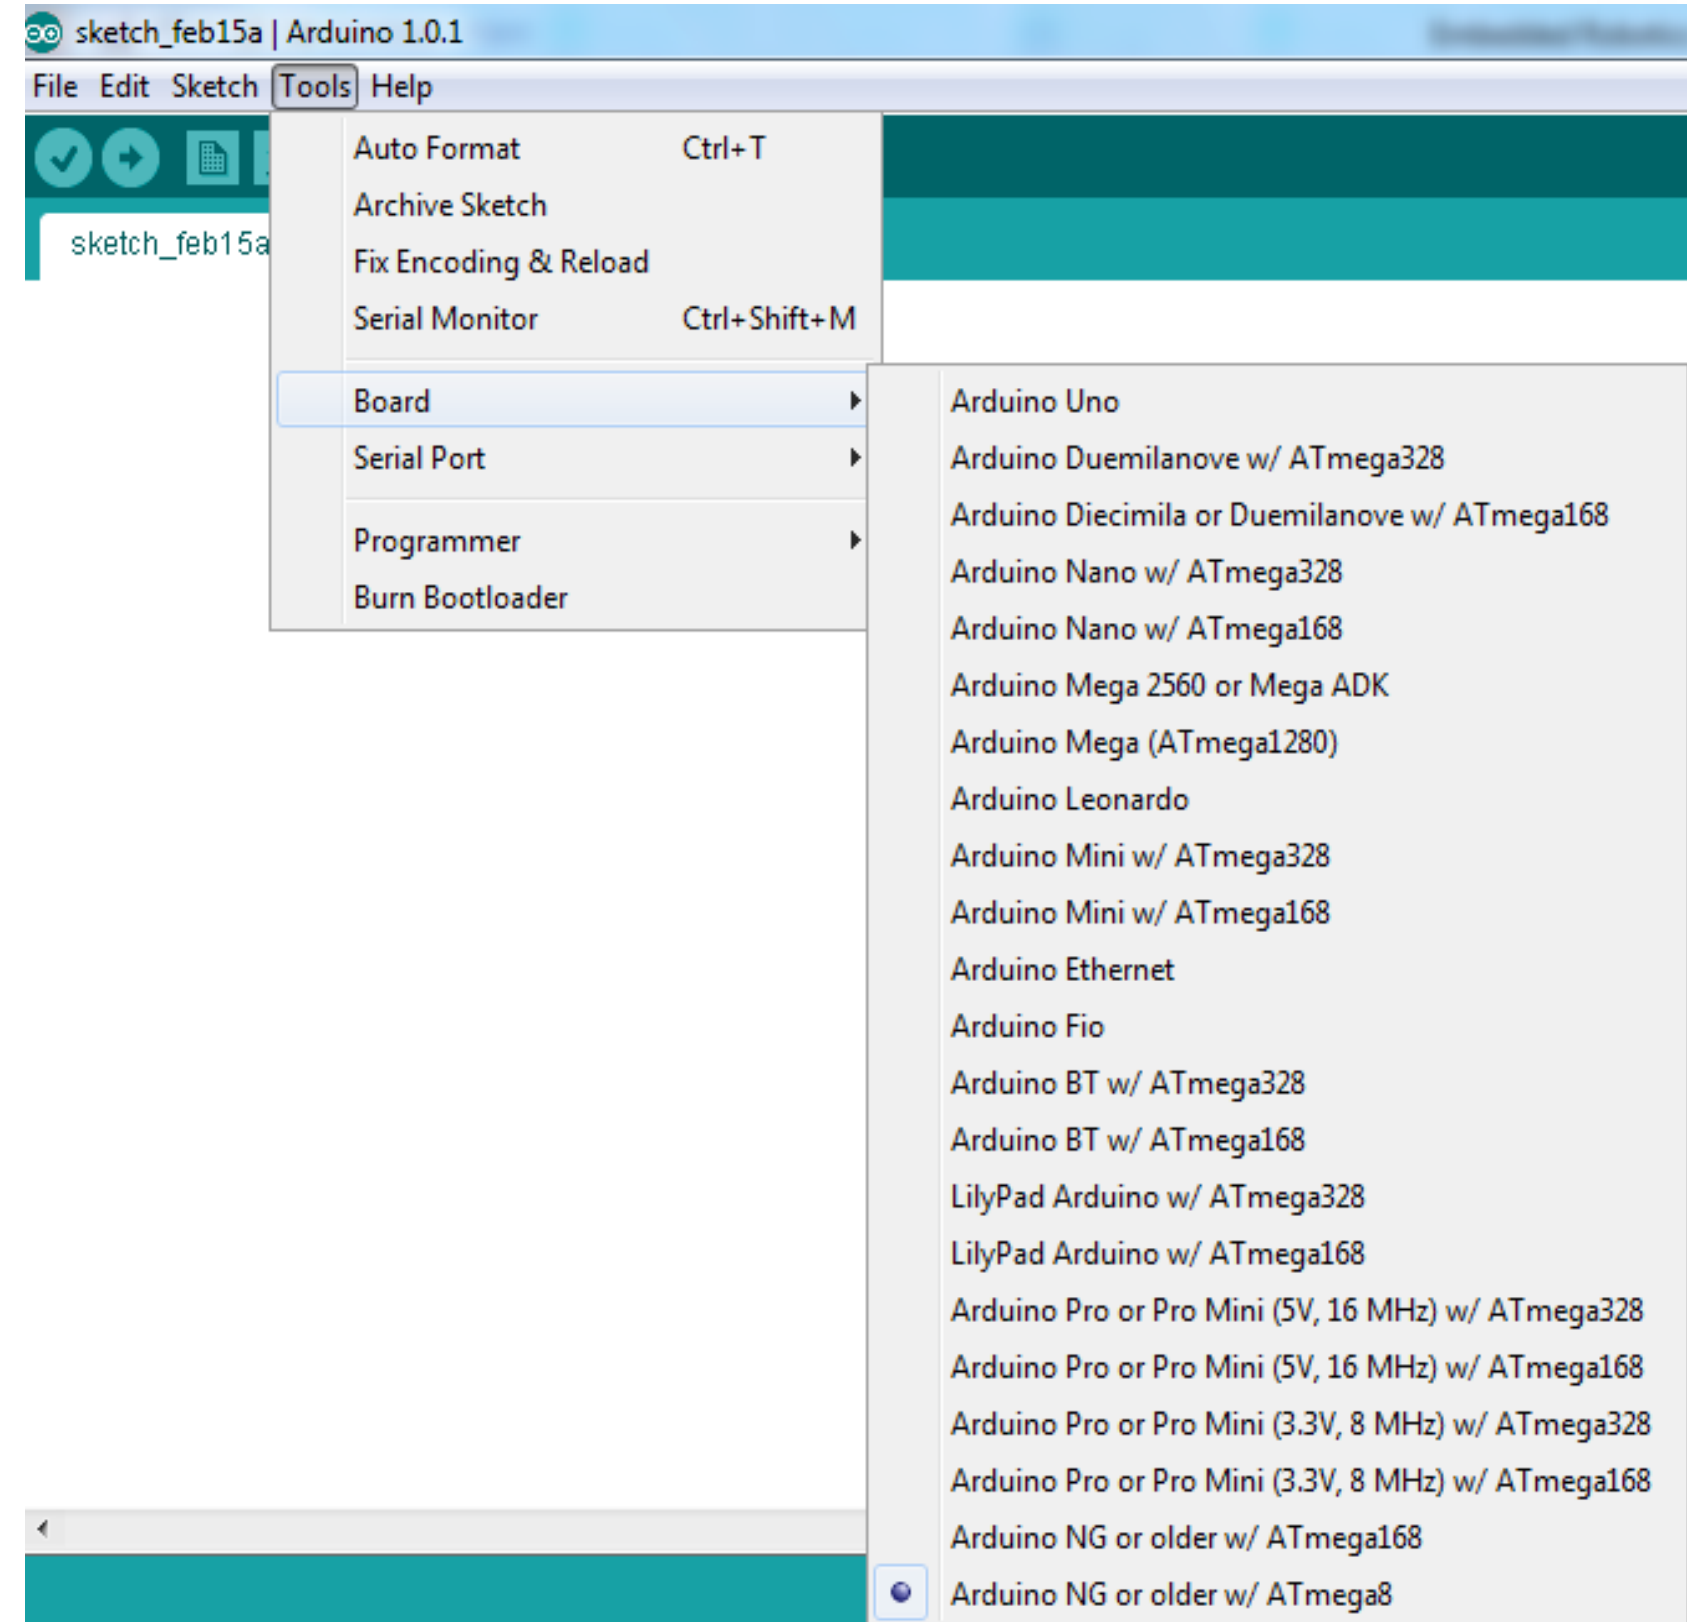 sketch_feb15a | Arduino 1.0.1
File Edit Sketch Tools Help
sketch_feb15a
Auto Format Ctrl+T
Archive Sketch
Fix Encoding & Reload
Serial Monitor Ctrl+Shift+M
Board
Serial Port
Programmer
Burn Bootloader
Arduino Uno
Arduino Duemilanove w/ ATmega328
Arduino Diecimila or Duemilanove w/ ATmega168
Arduino Nano w/ ATmega328
Arduino Nano w/ ATmega168
Arduino Mega 2560 or Mega ADK
Arduino Mega (ATmega1280)
Arduino Leonardo
Arduino Mini w/ ATmega328
Arduino Mini w/ ATmega168
Arduino Ethernet
Arduino Fio
Arduino BT w/ ATmega328
Arduino BT w/ ATmega168
LilyPad Arduino w/ ATmega328
LilyPad Arduino w/ ATmega168
Arduino Pro or Pro Mini (5V, 16 MHz) w/ ATmega328
Arduino Pro or Pro Mini (5V, 16 MHz) w/ ATmega168
Arduino Pro or Pro Mini (3.3V, 8 MHz) w/ ATmega328
Arduino Pro or Pro Mini (3.3V, 8 MHz) w/ ATmega168
Arduino NG or older w/ ATmega168
Arduino NG or older w/ ATmega8